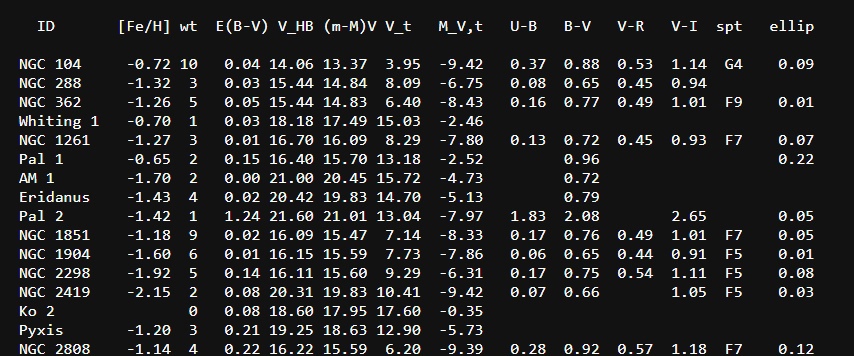 ID [Fe/H] wt E(B-V) V_HB (m-M)V V_t M_V,t U-B B-V V-R V-I spt ellip
NGC 104 -0.72 10 0.04 14.06 13.37 3.95 -9.42 0.37 0.88 0.53 1.14 G4 0.09
NGC 288 -1.32 3 0.03 15.44 14.84 8.09 -6.75 0.08 0.65 0.45 0.94
NGC 362 -1.26 5 0.05 15.44 14.83 6.40 -8.43 0.16 0.77 0.49 1.01 F9 0.01
Whiting 1 -0.70 1 0.03 18.18 17.49 15.03 -2.46
NGC 1261 -1.27 3 0.01 16.70 16.09 8.29 -7.80 0.13 0.72 0.45 0.93 F7 0.07
Pal 1 -0.65 2 0.15 16.40 15.70 13.18 -2.52 0.96 0.22
AM 1 -1.70 2 0.00 21.00 20.45 15.72 -4.73 0.72
Eridanus -1.43 4 0.02 20.42 19.83 14.70 -5.13 0.79
Pal 2 -1.42 1 1.24 21.60 21.01 13.04 -7.97 1.83 2.08 2.65 0.05
NGC 1851 -1.18 9 0.02 16.09 15.47 7.14 -8.33 0.17 0.76 0.49 1.01 F7 0.05
NGC 1904 -1.60 6 0.01 16.15 15.59 7.73 -7.86 0.06 0.65 0.44 0.91 F5 0.01
NGC 2298 -1.92 5 0.14 16.11 15.60 9.29 -6.31 0.17 0.75 0.54 1.11 F5 0.08
NGC 2419 -2.15 2 0.08 20.31 19.83 10.41 -9.42 0.07 0.66 1.05 F5 0.03
Ko 2 0 0.08 18.60 17.95 17.60 -0.35
Pyxis -1.20 3 0.21 19.25 18.63 12.90 -5.73
NGC 2808 -1.14 4 0.22 16.22 15.59 6.20 -9.39 0.28 0.92 0.57 1.18 F7 0.12